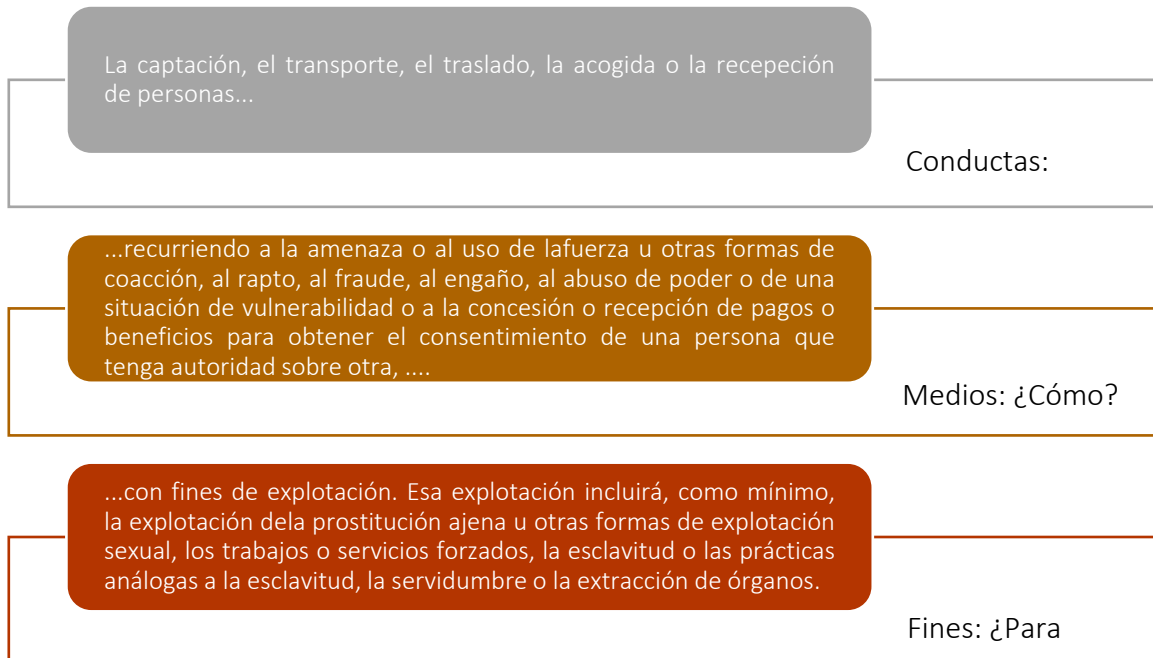 La captación, el transporte, el traslado, la acogida o la recepeción
de personas...
Conductas:
...recurriendo a la amenaza o al uso de lafuerza u otras formas de
coacción, al rapto, al fraude, al engaño, al abuso de poder o de una
situación de vulnerabilidad o a la concesión o recepción de pagos o
beneficios para obtener el consentimiento de una persona que
tenga autoridad sobre otra, ....
Medios: ¿Cómo?
...con fines de explotación. Esa explotación incluirá, como mínimo,
la explotación dela prostitución ajena u otras formas de explotación
sexual, los trabajos o servicios forzados, la esclavitud o las prácticas
análogas a la esclavitud, la servidumbre o la extracción de órganos.
Fines: ¿Para